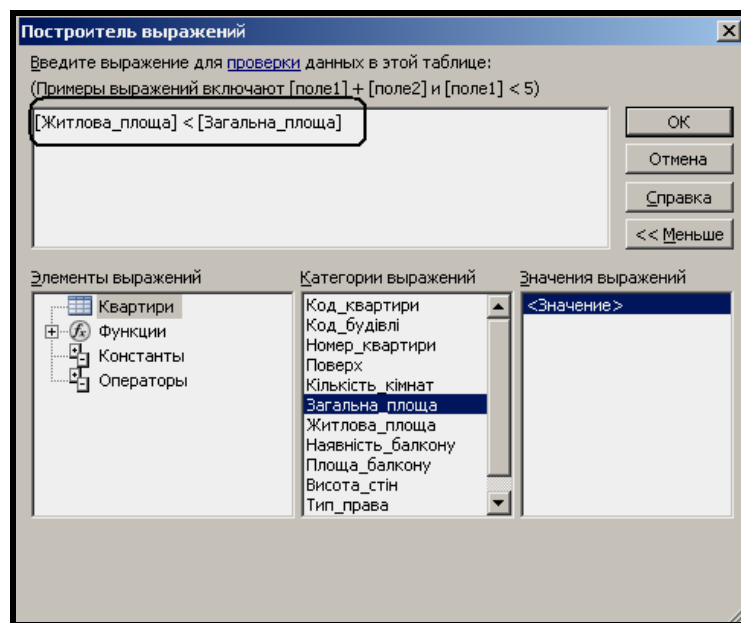 Построитель выражений
Введите выражение для проверки данных в этой таблице:
(Примеры выражений включают [поле1] + [поле2] и [поле1] < 5)
[Житлова_площа] < [Загальна_площа]
ОК
Отмена
Справка
<< Меньше
Элементы выражений
Квартири
Функции
Константы
Операторы
Категории выражений
Код_квартири
Код_будівлі
Номер_квартири
Поверх
Кількість_кімнат
Загальна_площа
Житлова_площа
Наявність_балкону
Площа_балкону
Висота_стін
Тип_права
Значения выражений
<Значение>